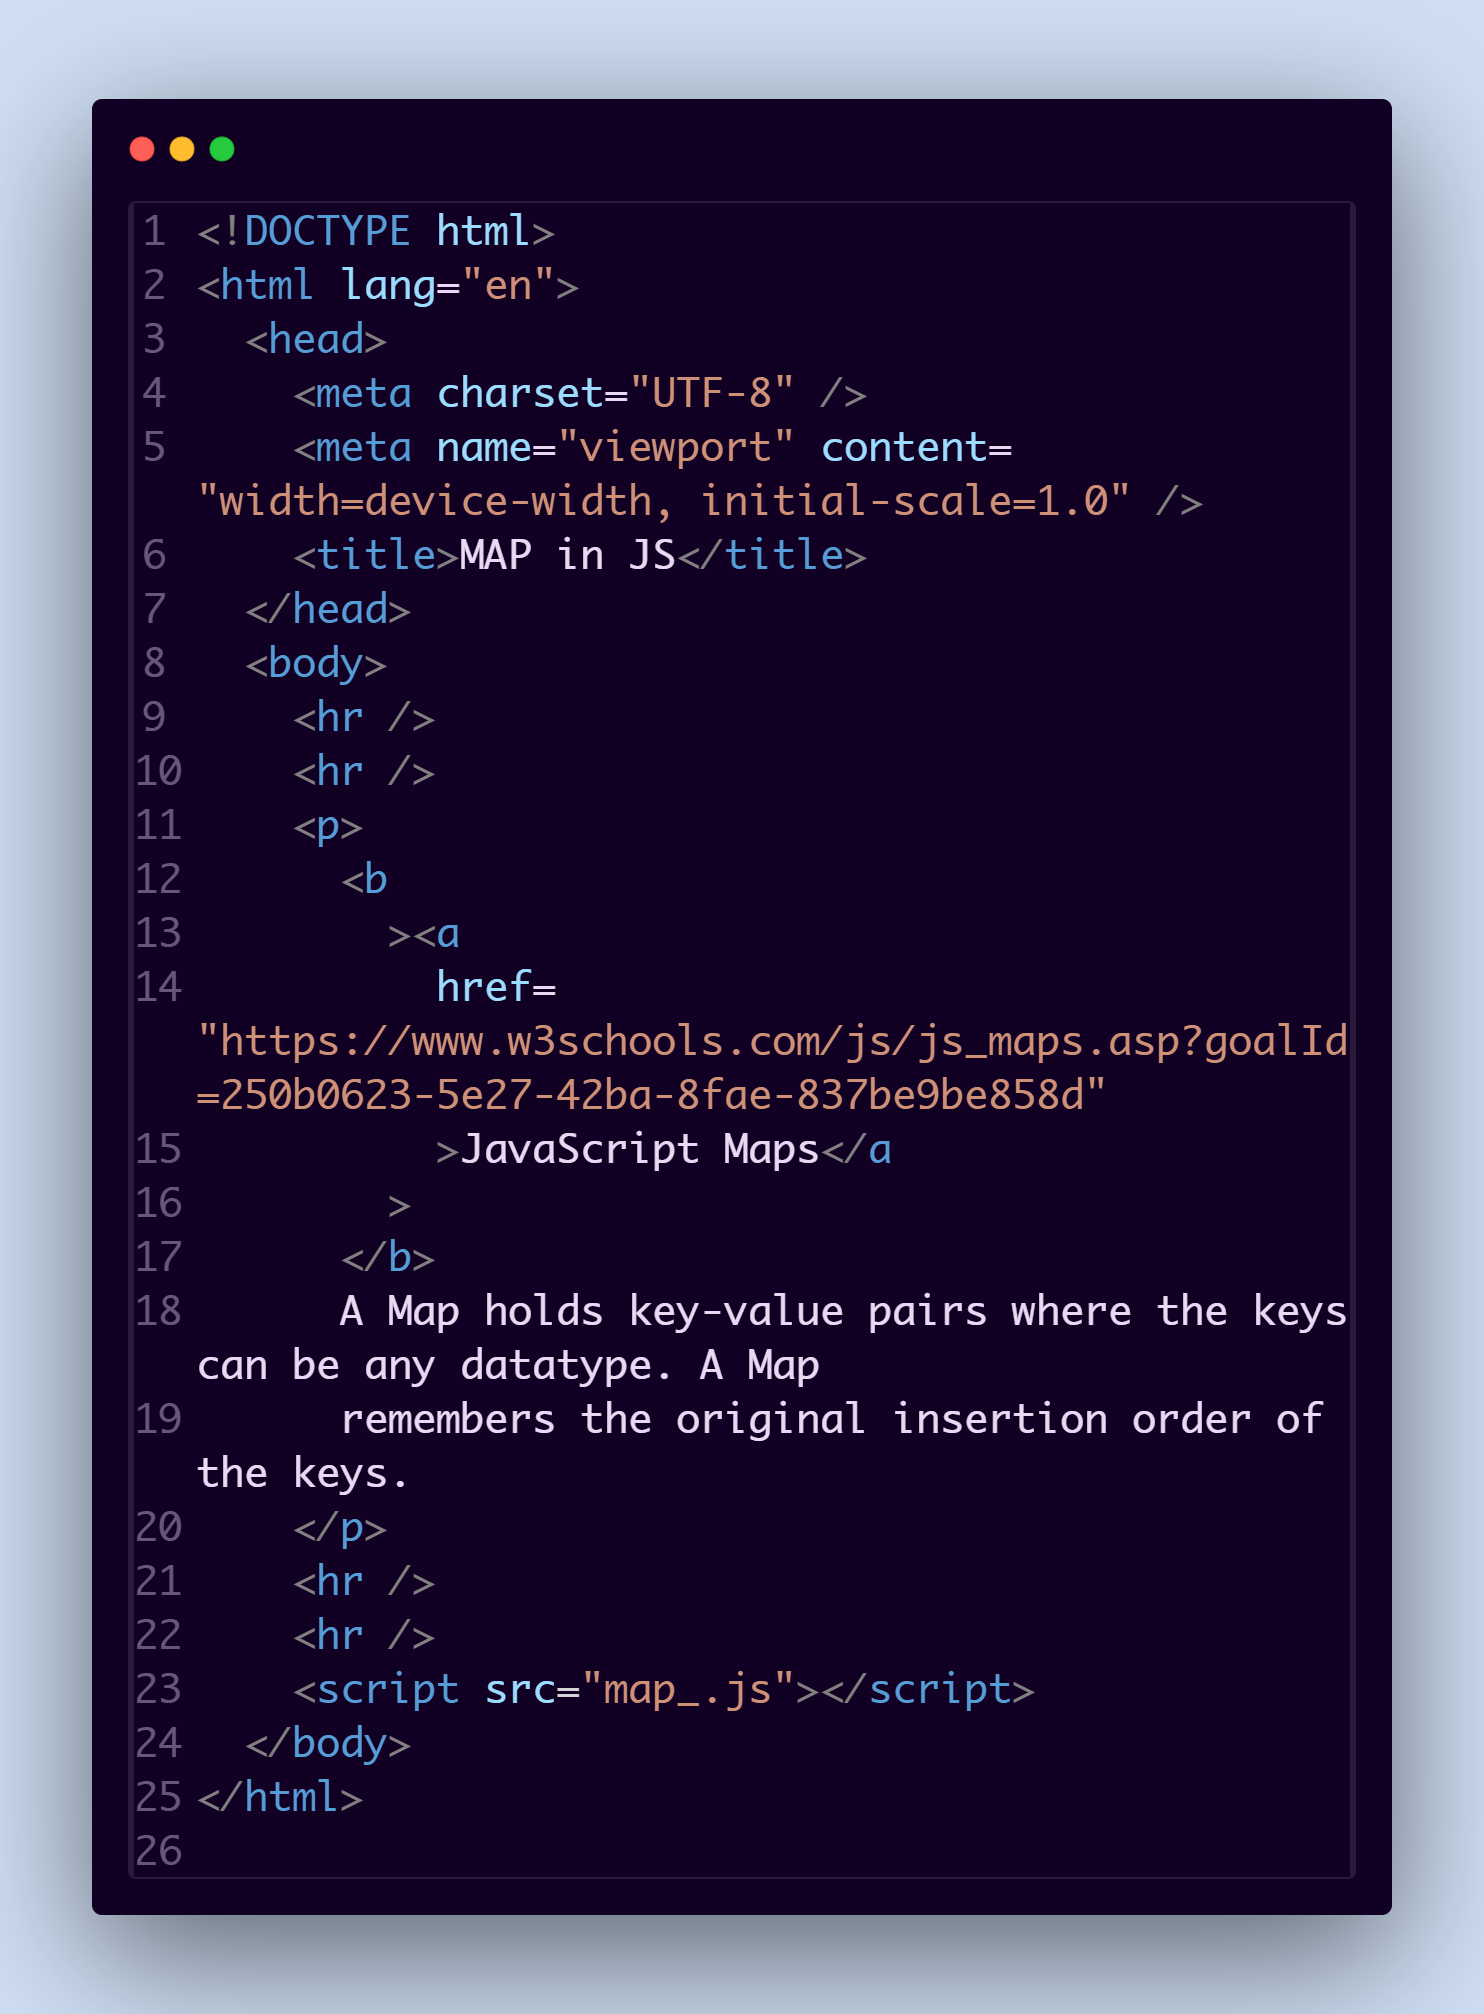 1 <!DOCTYPE html>
2 <html lang="en">
3   <head>
4     <meta charset="UTF-8" />
5     <meta name="viewport" content=
"width=device-width, initial-scale=1.0" />
6     <title>MAP in JS</title>
7   </head>
8   <body>
9     <hr />
10     <hr />
11     <p>
12       <b
13         ><a
14           href=
"https://www.w3schools.com/js/js_maps.asp?goalId
=250b0623-5e27-42ba-8fae-837be9be858d"
15           >JavaScript Maps</a
16         >
17       </b>
18       A Map holds key-value pairs where the keys
can be any datatype. A Map
19       remembers the original insertion order of
the keys.
20     </p>
21     <hr />
22     <hr />
23     <script src="map_.js"></script>
24   </body>
25 </html>
26